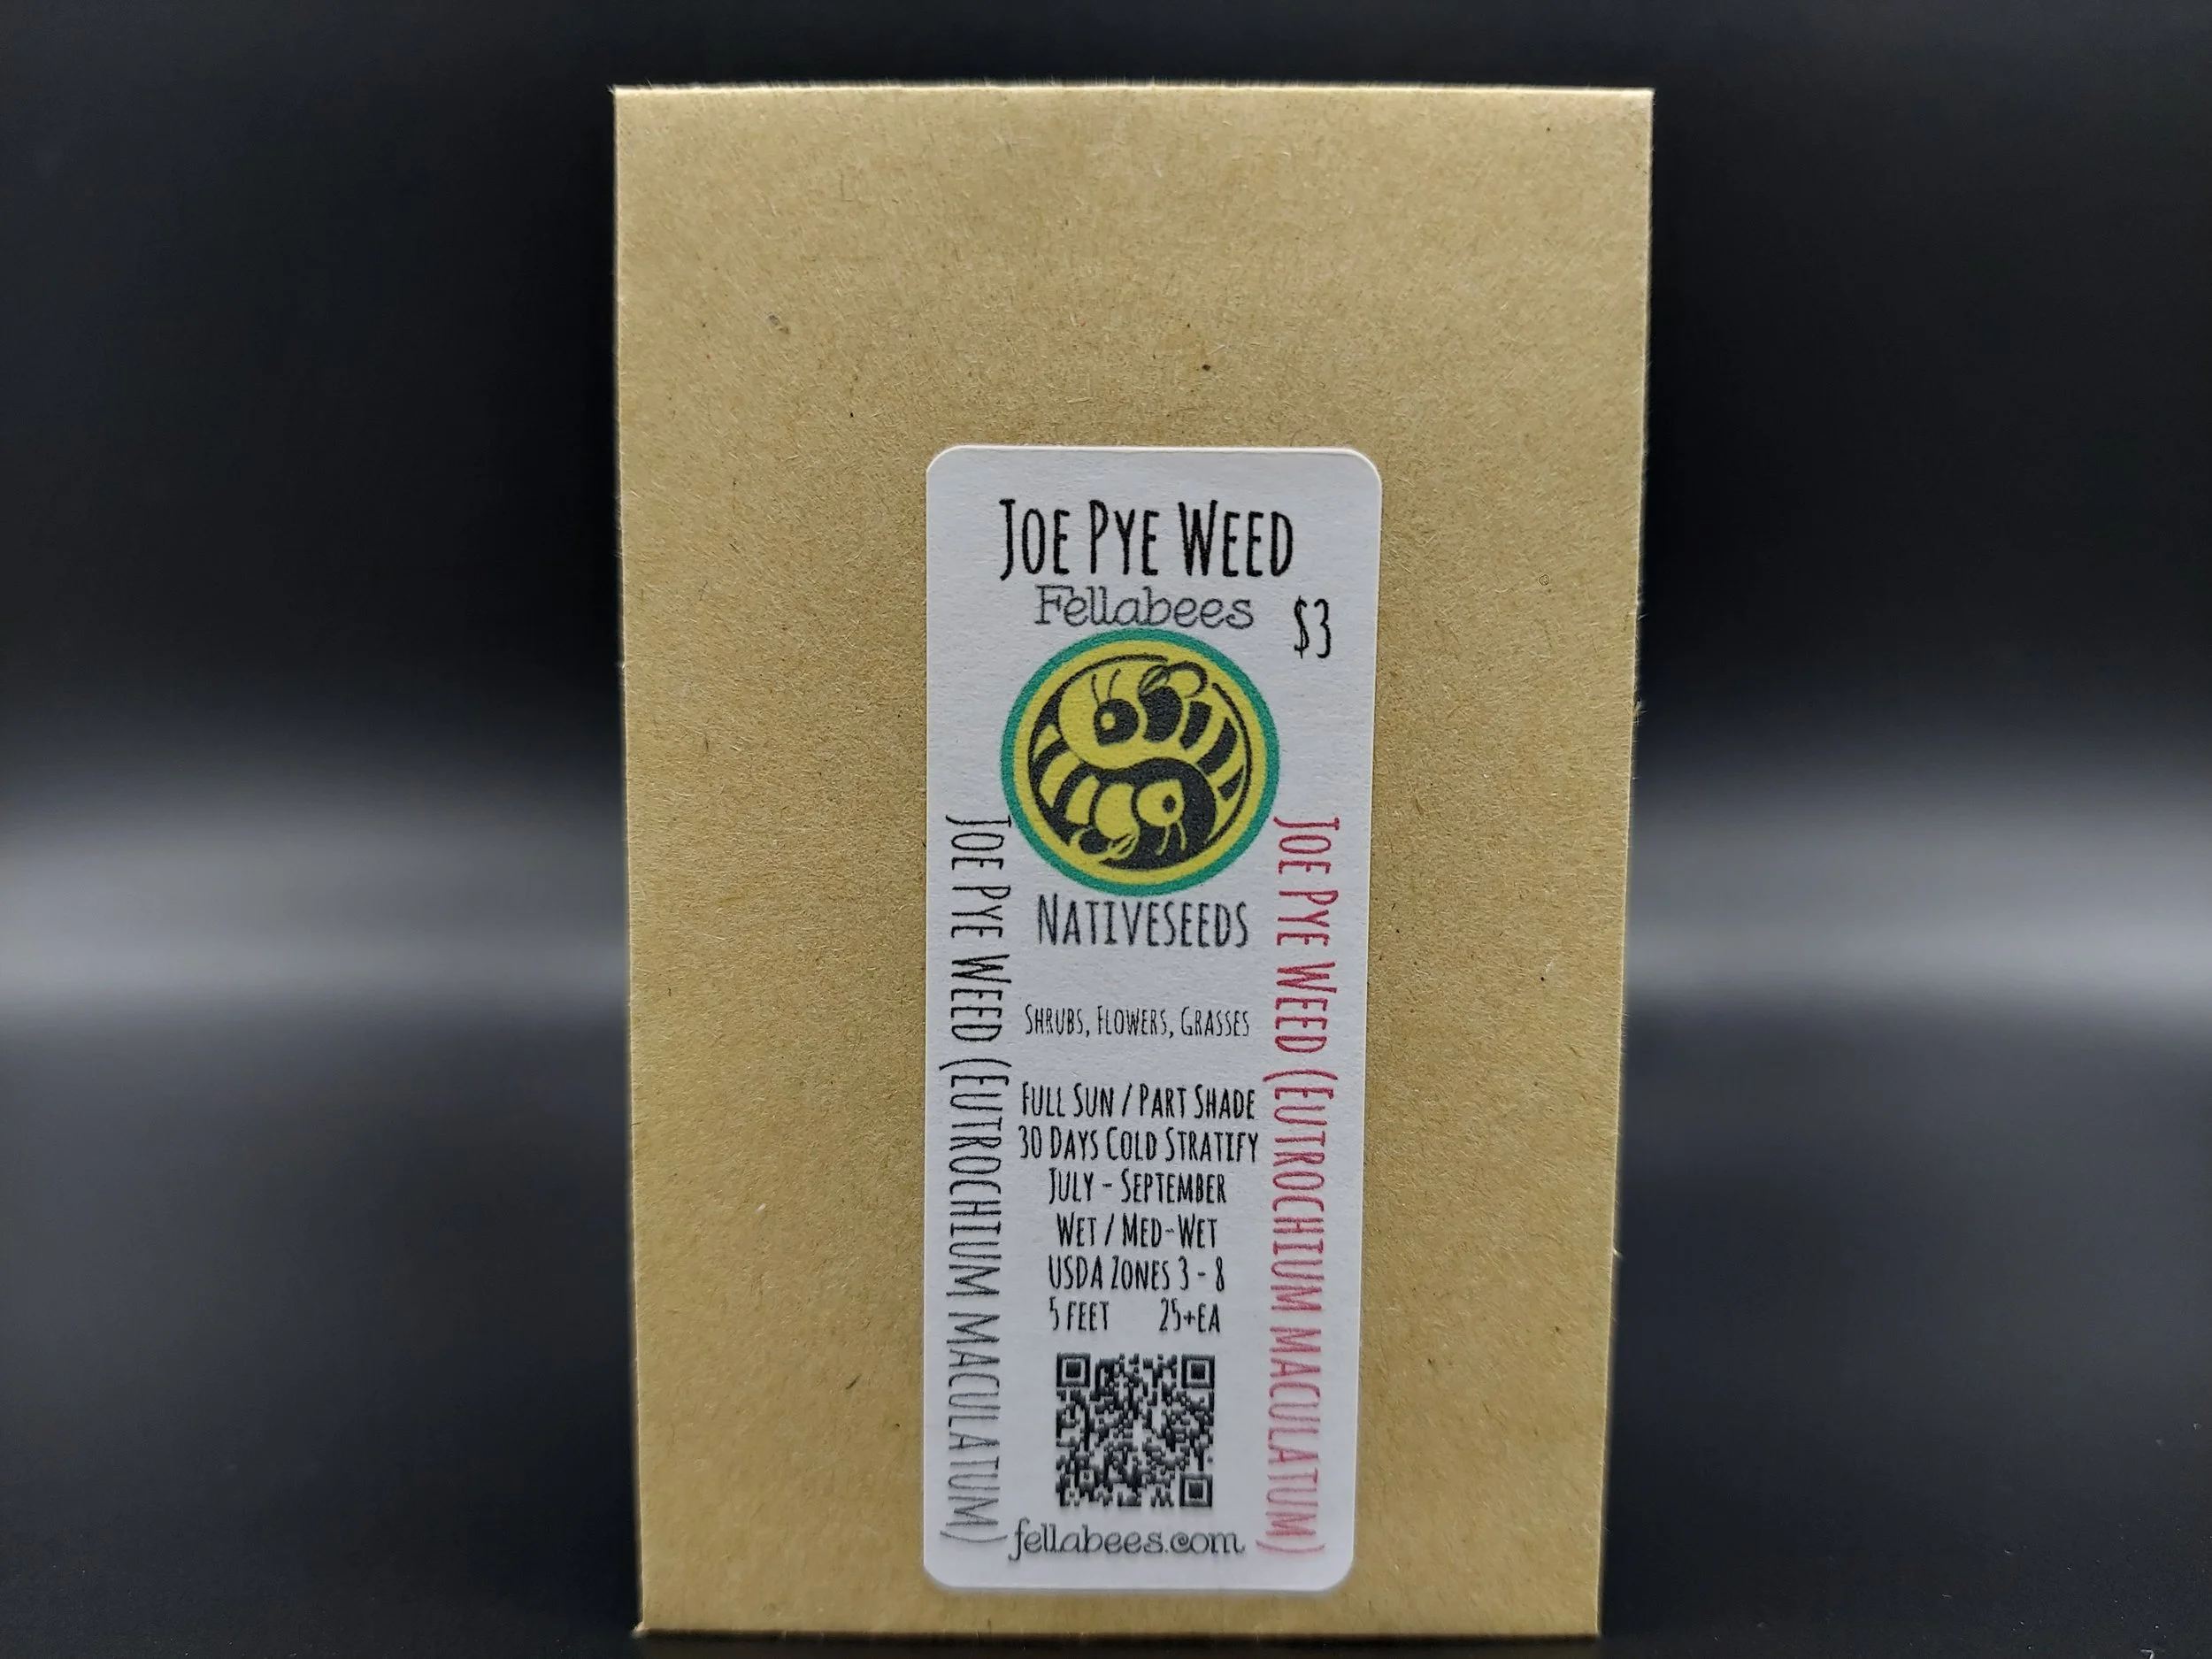 Joe Pye Weed
Fellabees
$3
Nativeseeds
Joe Pye Weed (Eutrochium maculatum)
Joe Pye Weed (Eutrochium maculatum)
Shrubs, Flowers, Grasses
Full Sun / Part Shade
30 Days Cold Stratify
July - September
Wet / Med-Wet
USDA Zones 3 - 8
5 feet 25+ea
fellabees.com